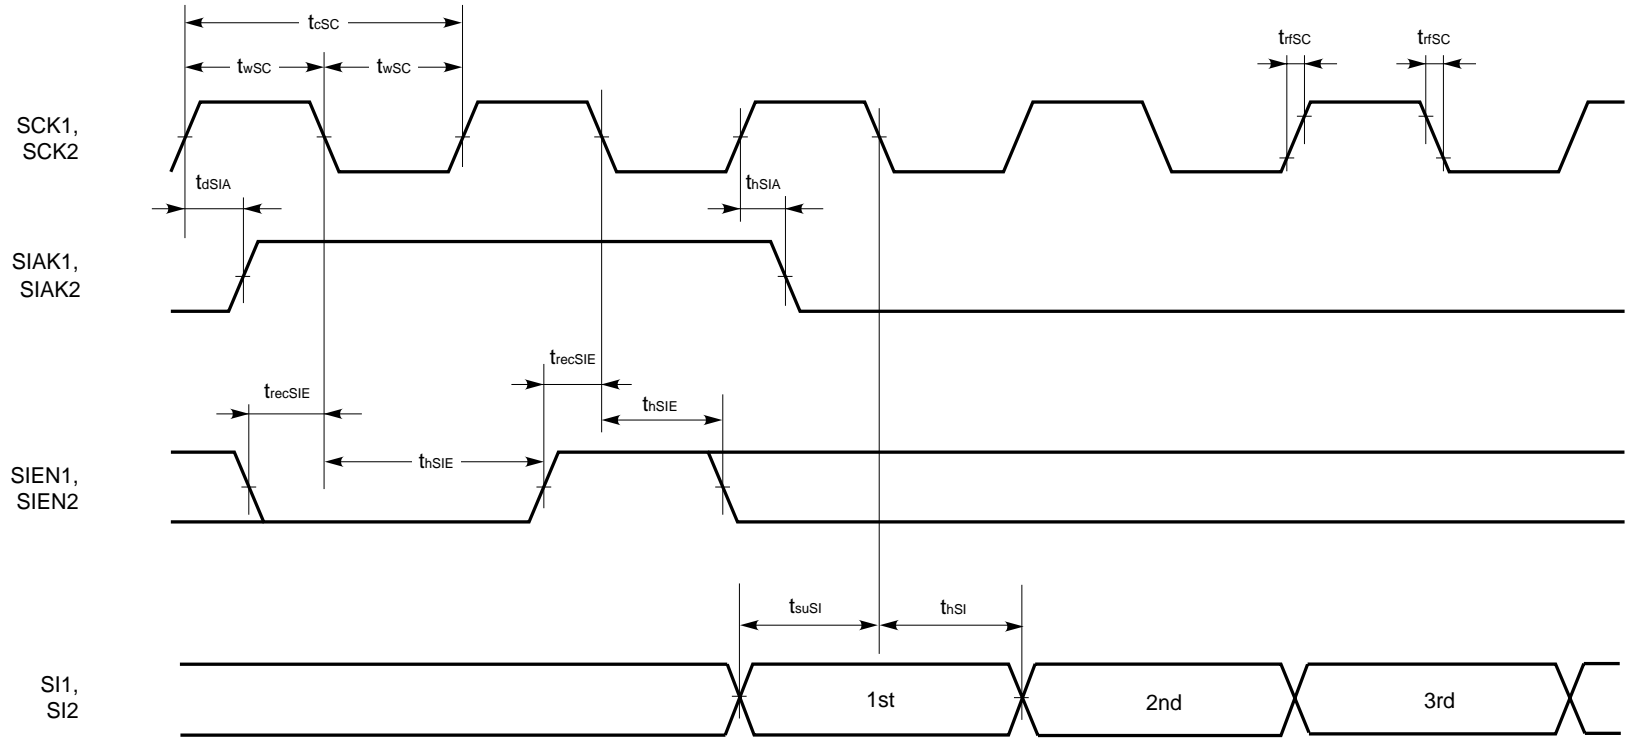 tcSC
trfSC trfSC
twSC twSC
SCK1,
SCK2
tdSIA thSIA
SIAK1,
SIAK2
trecSIE
trecSIE
thSIE
thSIE
SIEN1,
SIEN2
tsuSI thSI
SI1,
SI2
1st 2nd 3rd